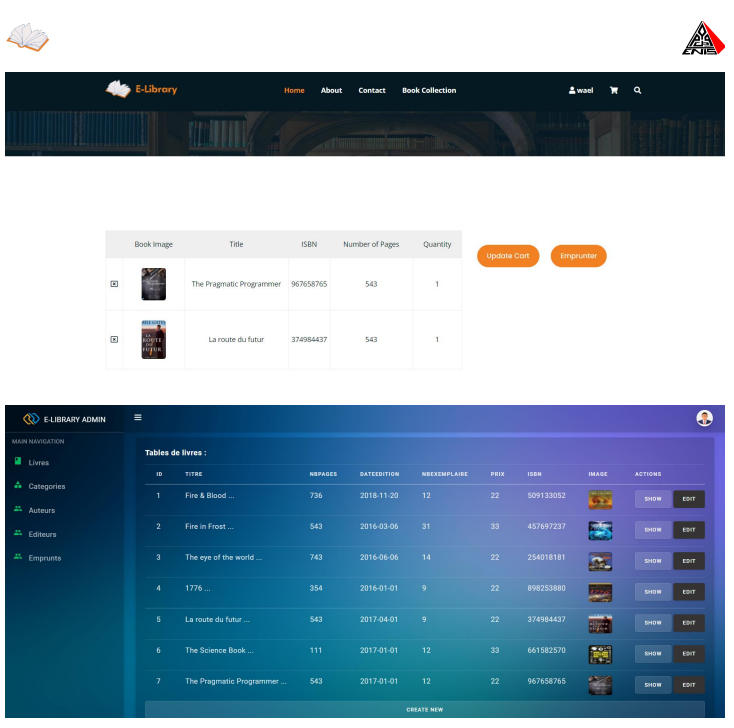 ENIS
E-Library Home About Contact Book Collection wael
Book Image Title ISBN Number of Pages Quantity
Update Cart Emprunter
The Pragmatic Programmer 967658765 543 1
LA ROUTE DU FUTUR La route du futur 374984437 543 1
E-LIBRARY ADMIN
MAIN NAVIGATION
Livres
Categories
Auteurs
Editeurs
Emprunts
Tables de livres :
ID TITRE NBPAGES DATEEDITION NBEXEMPLAIRE PRIX ISBN IMAGE ACTIONS
1 Fire & Blood ... 736 2018-11-20 12 22 509133052 SHOW EDIT
2 Fire in Frost ... 543 2016-03-06 31 33 457697237 SHOW EDIT
3 The eye of the world ... 743 2016-06-06 14 22 254018181 SHOW EDIT
4 1776 ... 354 2016-01-01 9 22 898253880 SHOW EDIT
5 La route du futur ... 543 2017-04-01 9 22 374984437 SHOW EDIT
6 The Science Book ... 111 2017-01-01 12 33 661582570 SHOW EDIT
7 The Pragmatic Programmer ... 543 2017-01-01 12 22 967658765 SHOW EDIT
CREATE NEW